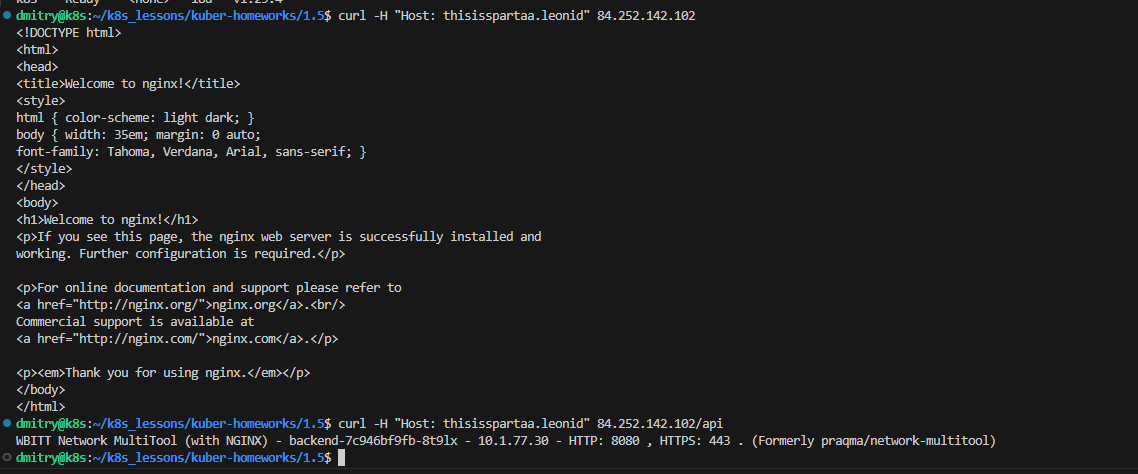 k8s Ready <none> 18d v1.29.4
dmitry@k8s:~/k8s_lessons/kuber-homeworks/1.5$ curl -H "Host: thisisspartaa.leonid" 84.252.142.102
<!DOCTYPE html>
<html>
<head>
<title>Welcome to nginx!</title>
<style>
html { color-scheme: light dark; }
body { width: 35em; margin: 0 auto;
font-family: Tahoma, Verdana, Arial, sans-serif; }
</style>
</head>
<body>
<h1>Welcome to nginx!</h1>
<p>If you see this page, the nginx web server is successfully installed and
working. Further configuration is required.</p>

<p>For online documentation and support please refer to
<a href="http://nginx.org/">nginx.org</a>.<br/>
Commercial support is available at
<a href="http://nginx.com/">nginx.com</a>.</p>

<p><em>Thank you for using nginx.</em></p>
</body>
</html>
dmitry@k8s:~/k8s_lessons/kuber-homeworks/1.5$ curl -H "Host: thisisspartaa.leonid" 84.252.142.102/api
WBITT Network MultiTool (with NGINX) - backend-7c946bf9fb-8t9lx - 10.1.77.30 - HTTP: 8080 , HTTPS: 443 . (Formerly praqma/network-multitool)
dmitry@k8s:~/k8s_lessons/kuber-homeworks/1.5$